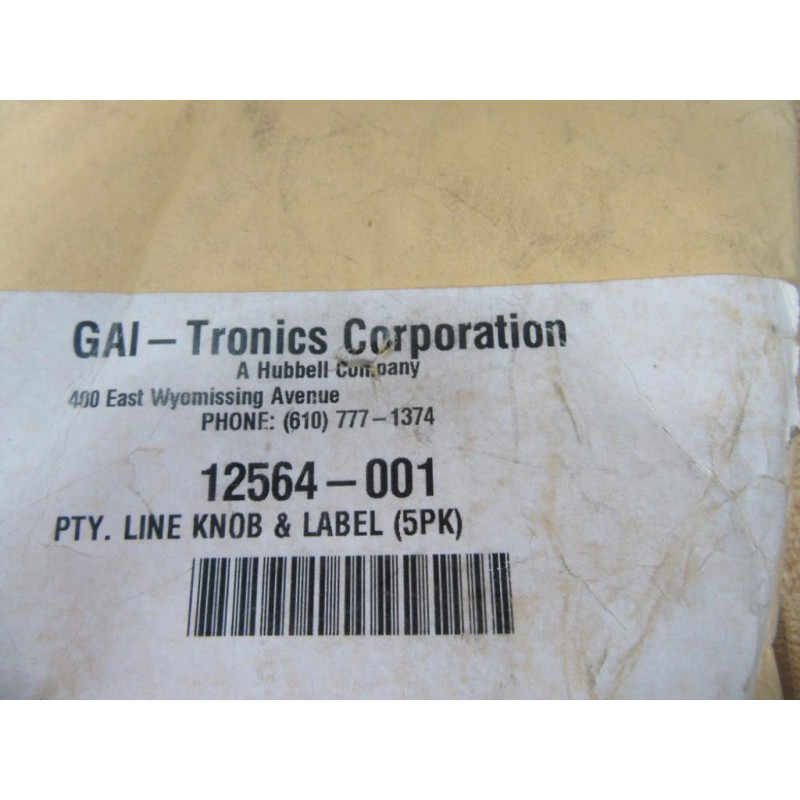 GAI-Tronics Corporation
A Hubbell Company
400 East Wyomissing Avenue
PHONE: (610) 777-1374
12564-001
PTY. LINE KNOB & LABEL (5PK)